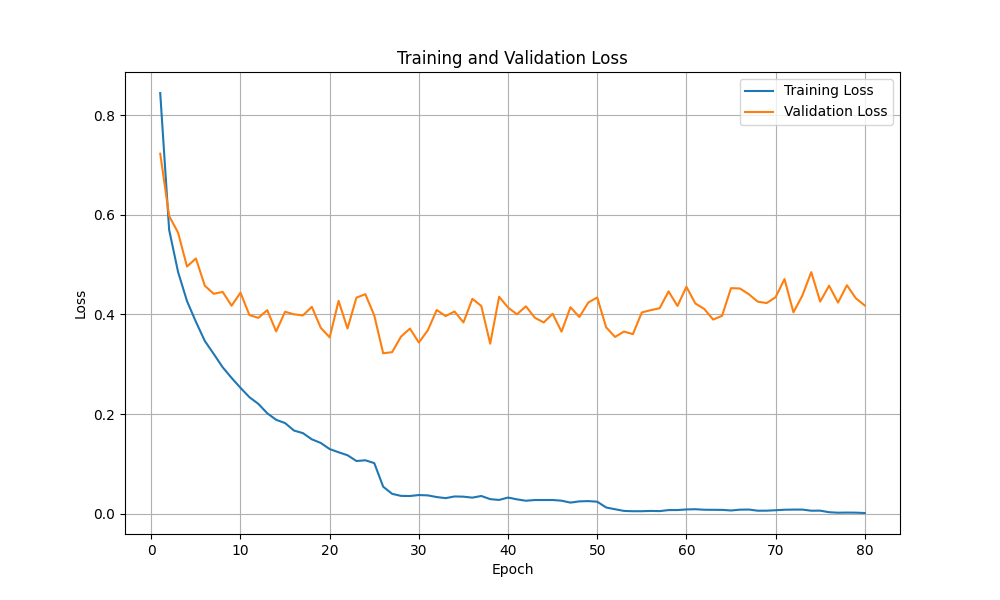 Training and Validation Loss
Training Loss
Validation Loss
0.8
0.6
0.4
0.2
0.0
Loss
0 10 20 30 40 50 60 70 80
Epoch